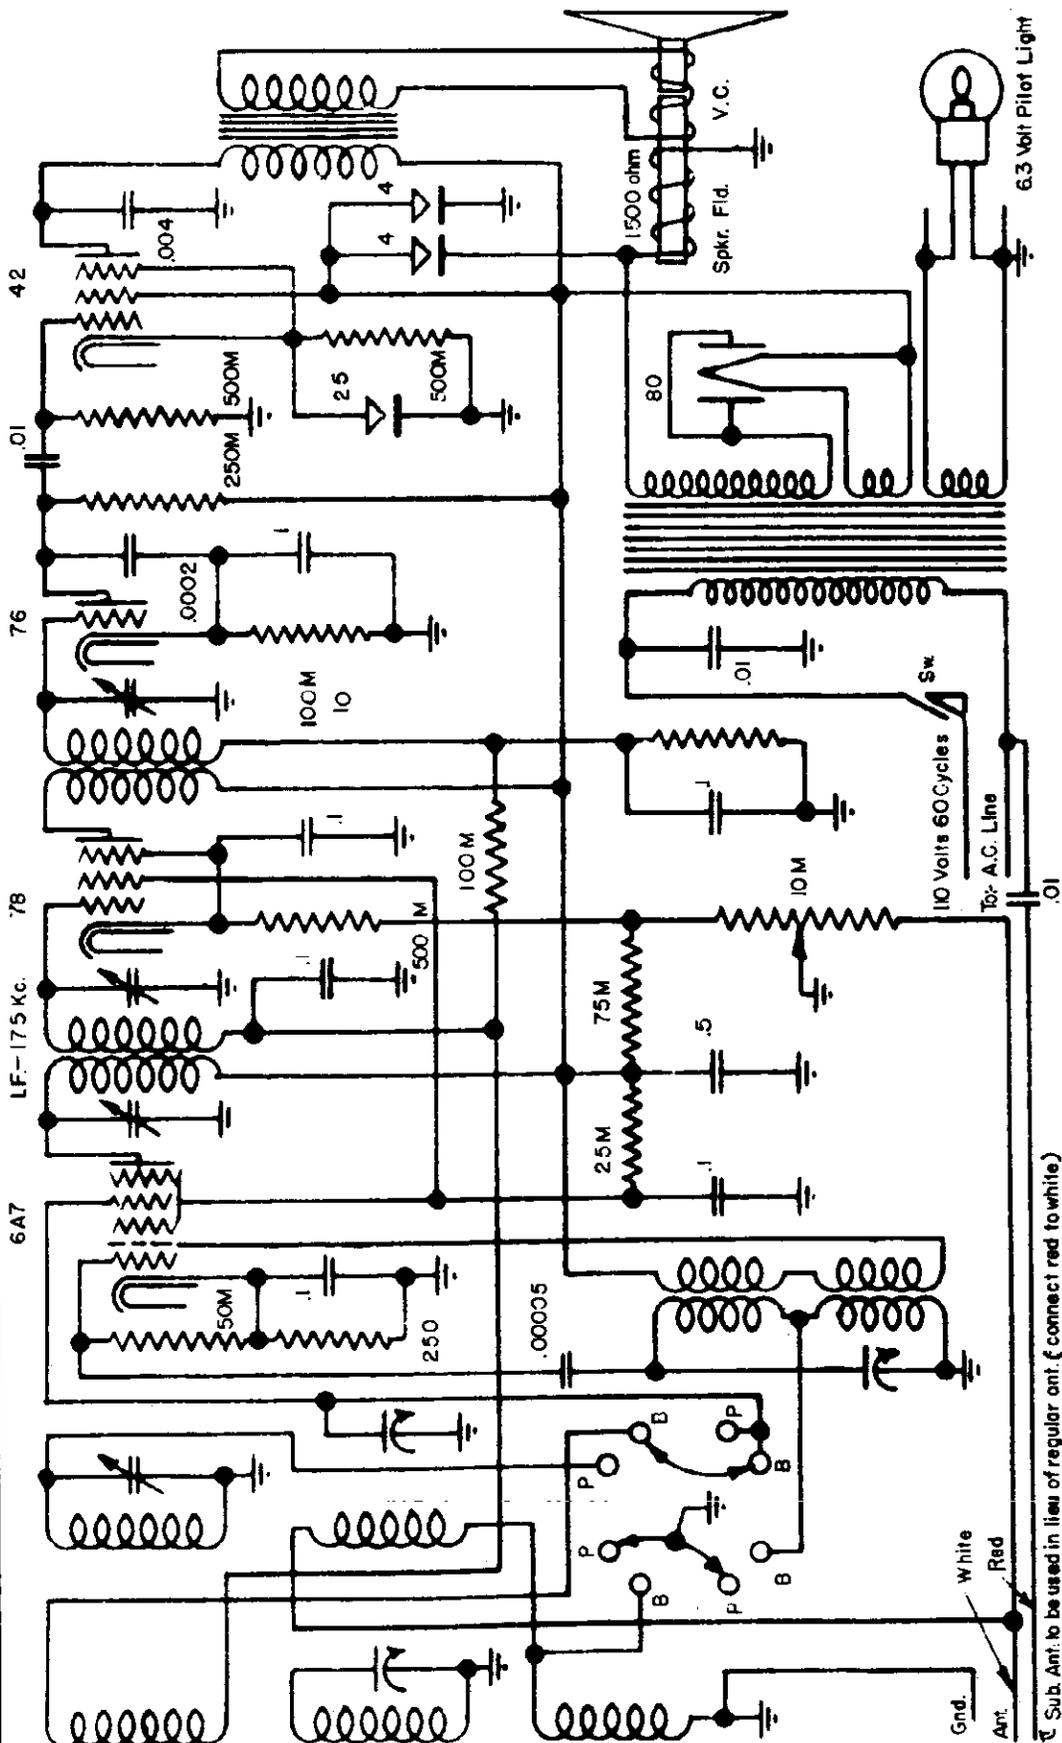 6A7
I.F.-175 Kc.
78
76
.01
42
50M
.1
250
.00005
.1
500 M
.1
100 M
100M
10
.0002
.1
250M
500M
25
500M
.004
4
4
1500 ohm
Spkr. Fld.
V.C.
25M
75M
.1
.5
10M
.1
.01
Sw.
80
6.3 Volt Pilot Light
110 Volts 60 Cycles
To:- A.C. Line
.01
P
B
P
B
P
B
P
B
Gnd.
Ant.
White
Red
Sub. Ant. to be used in lieu of regular ant. (connect red to white)